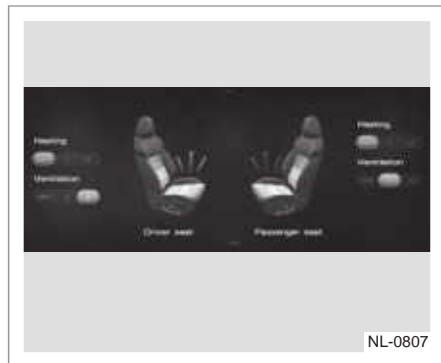 Heating
Ventilation
Driver seat
Passenger seat
Heating
Ventilation
NL-0807